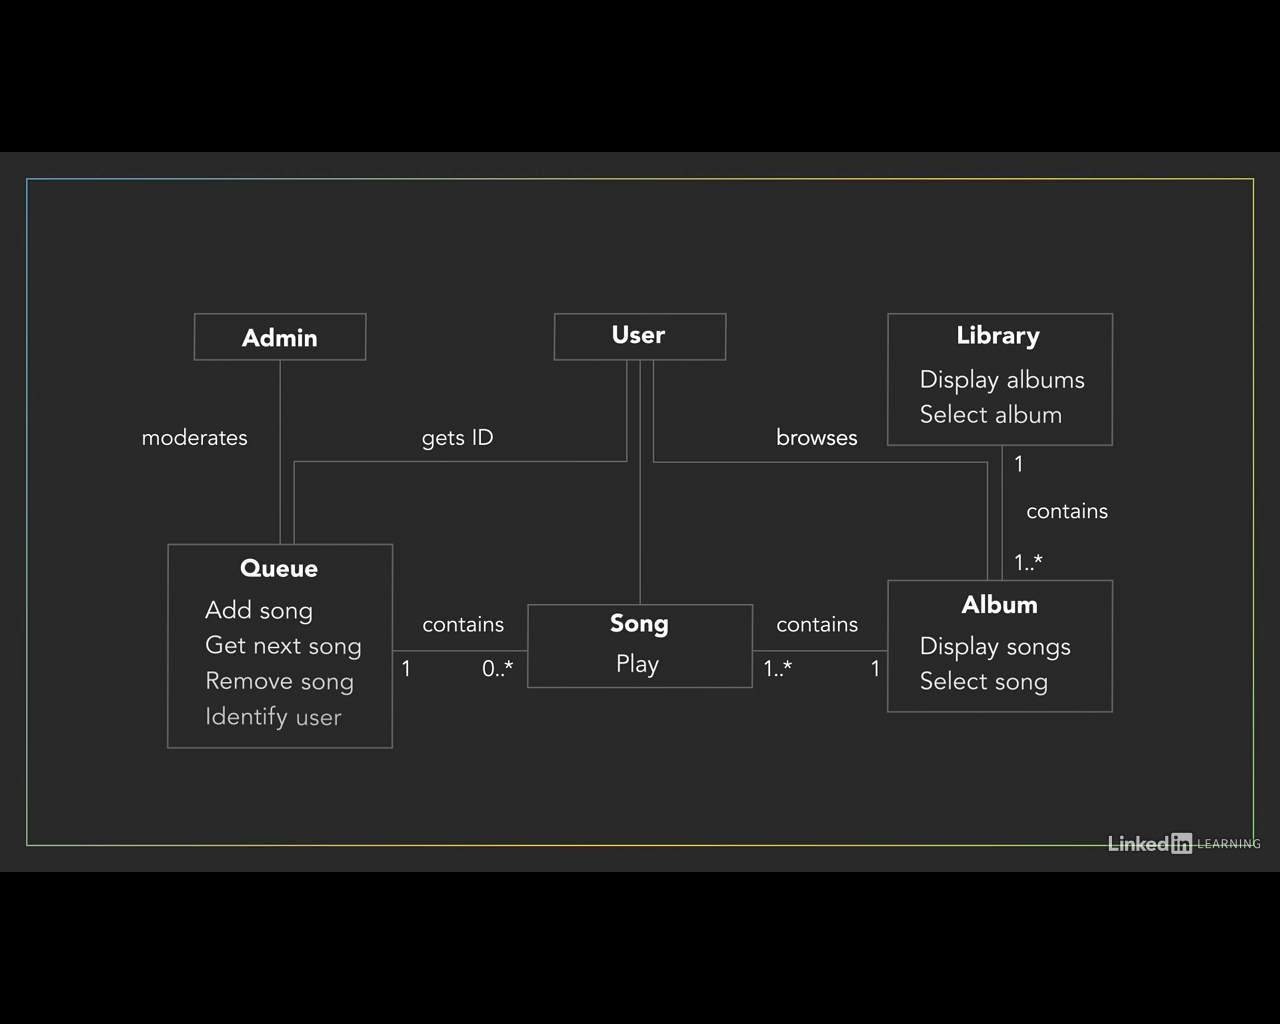 Admin
User
Library
Display albums
Select album
moderates
gets ID
browses
1
contains
1..*
Queue
Add song
Get next song
Remove song
Identify user
contains
1
0..*
Song
Play
contains
1..*
1
Album
Display songs
Select song
Linked in LEARNING